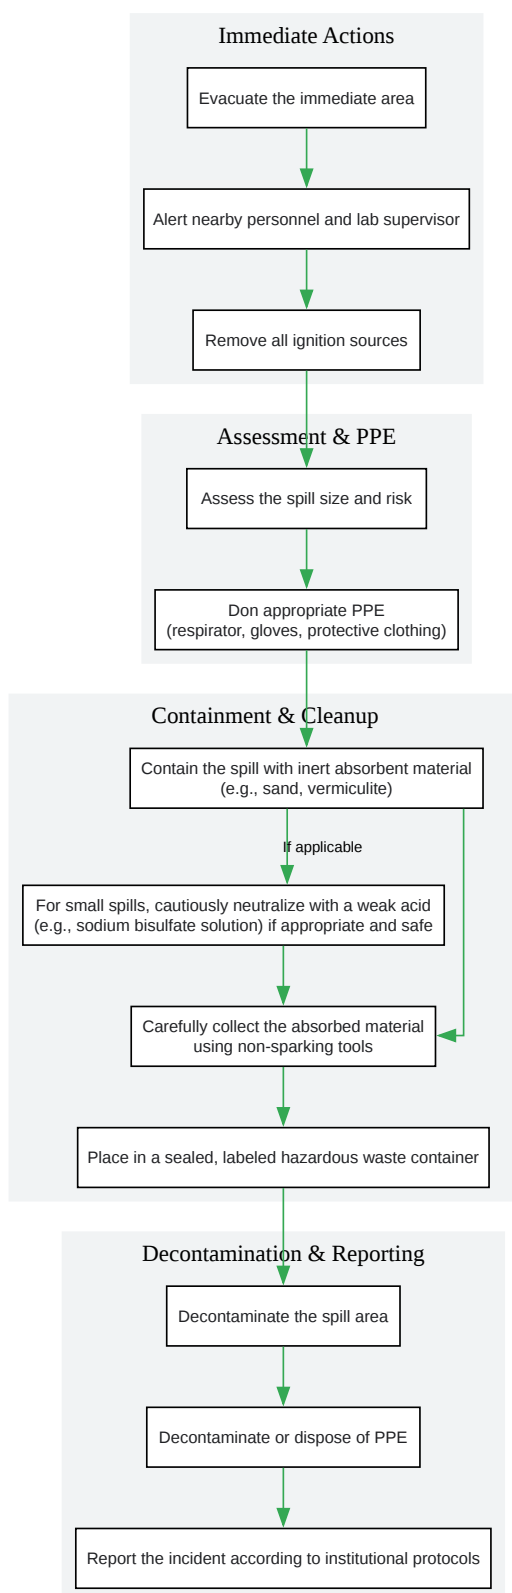 Immediate Actions
Evacuate the immediate area
Alert nearby personnel and lab supervisor
Remove all ignition sources
Assessment & PPE
Assess the spill size and risk
Don appropriate PPE
(respirator, gloves, protective clothing)
Containment & Cleanup
Contain the spill with inert absorbent material
(e.g., sand, vermiculite)
If applicable
For small spills, cautiously neutralize with a weak acid
(e.g., sodium bisulfate solution) if appropriate and safe
Carefully collect the absorbed material
using non-sparking tools
Place in a sealed, labeled hazardous waste container
Decontamination & Reporting
Decontaminate the spill area
Decontaminate or dispose of PPE
Report the incident according to institutional protocols